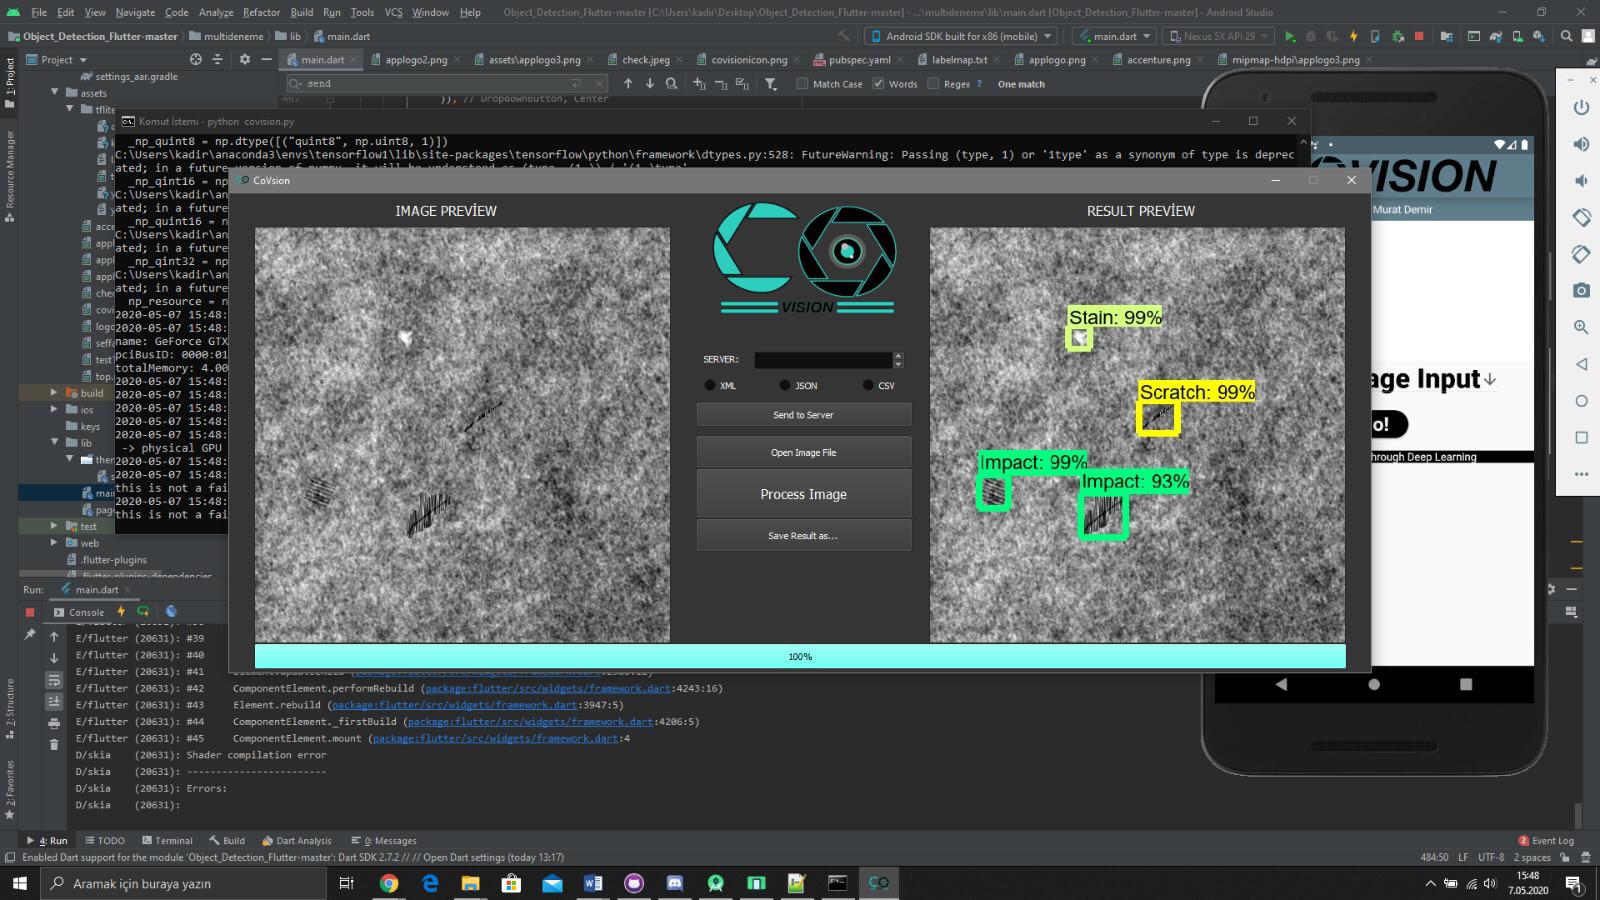 File Edit View Navigate Code Analyze Refactor Build Run Tools VCS Window Help Object_Detection_Flutter-master [C:\Users\kadir\Desktop\Object_Detection_Flutter-master] - ...\multideneme\lib\main.dart [Object_Detection_Flutter-master] - Android Studio
Object_Detection_Flutter-master multideneme lib main.dart
Android SDK built for x86 (mobile) main.dart Nexus 5X API 29
Project
main.dart applogo2.png assets\applogo3.png check.jpeg covisionicon.png pubspec.yaml labelmap.txt applogo.png accenture.png mipmap-hdpi\applogo3.png
settings_aar.gradle
send
Match Case Words Regex ? One match
assets
tflite
)), // DropdownButton, Center
1: Project
Resource Manager
Komut İstemi - python covision.py
_np_quint8 = np.dtype([("quint8", np.uint8, 1)])
C:\Users\kadir\anaconda3\envs\tensorflow1\lib\site-packages\tensorflow\python\framework\dtypes.py:528: FutureWarning: Passing (type, 1) or '1type' as a synonym of type is deprec
_np_qint16 = np
C:\Users\kadir\an
_np_quint16 =
C:\Users\kadir\an
ated; in a future
_np_qint32 = np
C:\Users\kadir\an
ated; in a future
np_resource = n
2020-05-07 15:48:
2020-05-07 15:48:
name: GeForce GTX
pciBusID: 0000:01
totalMemory: 4.00
2020-05-07 15:48:
2020-05-07 15:48:
2020-05-07 15:48:
2020-05-07 15:48:
-> physical GPU
2020-05-07 15:48:
2020-05-07 15:48:
this is not a fai
2020-05-07 15:48:
this is not a fai
build
ios
keys
lib
test
web
.flutter-plugins
.flutter-plugins-dependencies
CoVsion
IMAGE PREVİEW
VISION
SERVER:
XML JSON CSV
Send to Server
Open Image File
Process Image
Save Result as...
RESULT PREVİEW
Stain: 99%
Scratch: 99%
Impact: 99%
Impact: 93%
100%
VISION
Murat Demir
age Input
o!
hrough Deep Learning
Run: main.dart
Console
E/flutter (20631): #39
E/flutter (20631): #40
E/flutter (20631): #41
E/flutter (20631): #42 ComponentElement.performRebuild (package:flutter/src/widgets/framework.dart:4243:16)
E/flutter (20631): #43 Element.rebuild (package:flutter/src/widgets/framework.dart:3947:5)
E/flutter (20631): #44 ComponentElement._firstBuild (package:flutter/src/widgets/framework.dart:4206:5)
E/flutter (20631): #45 ComponentElement.mount (package:flutter/src/widgets/framework.dart:4
D/skia (20631): Shader compilation error
D/skia (20631): ------------------------
D/skia (20631): Errors:
D/skia (20631):
7: Structure
2: Favorites
4: Run TODO Terminal Build Dart Analysis 0: Messages 2 Event Log
Enabled Dart support for the module 'Object_Detection_Flutter-master': Dart SDK 2.7.2 // // Open Dart settings (today 13:17) 484:50 LF UTF-8 2 spaces
Aramak için buraya yazın
15:48
7.05.2020
1